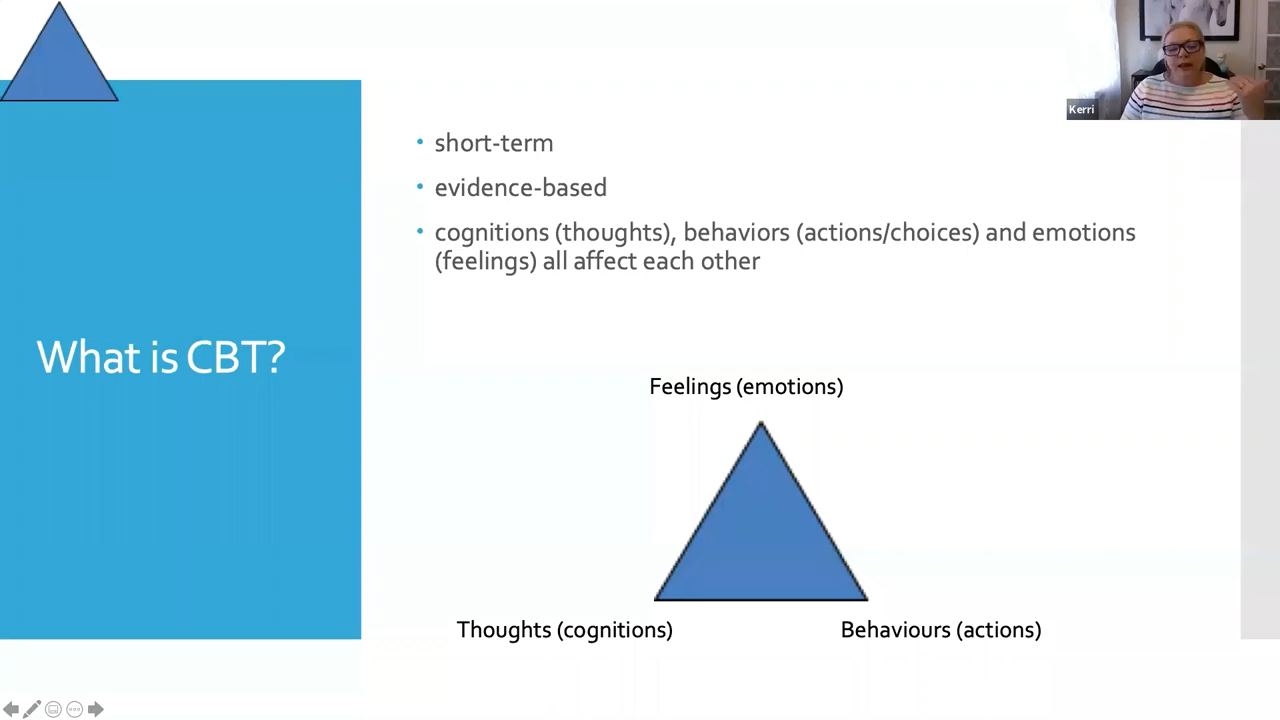 Kerri
What is CBT?
• short-term
• evidence-based
• cognitions (thoughts), behaviors (actions/choices) and emotions
(feelings) all affect each other
Feelings (emotions)
Thoughts (cognitions)
Behaviours (actions)